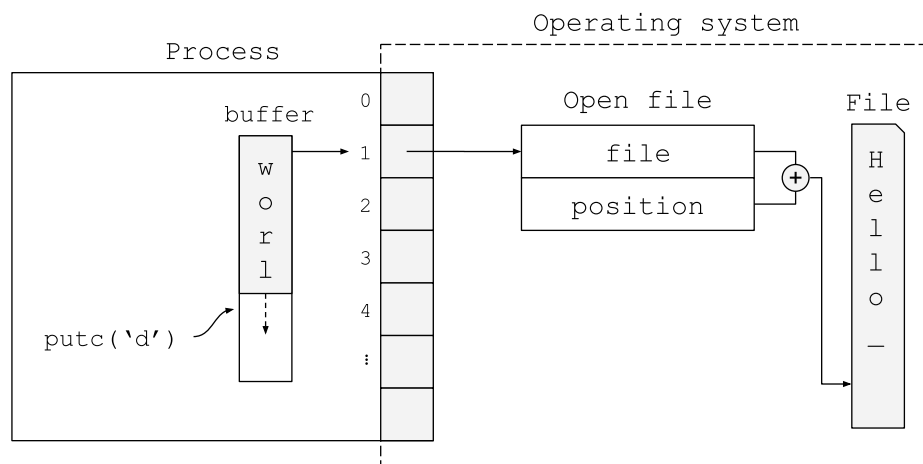 Operating system
Process
Open file
File
buffer
0
1
2
3
4
⋮
w
o
r
l
putc(‘d’)
file
position
+
H
e
l
l
o
_